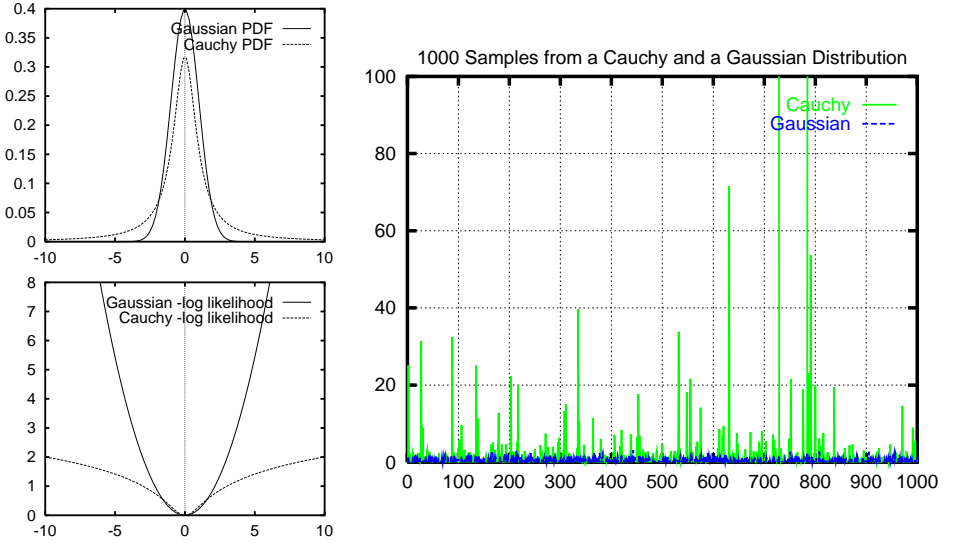 0.4
0.35
0.3
0.25
0.2
0.15
0.1
0.05
0
-10 -5 0 5 10
Gaussian PDF
Cauchy PDF
8
7
6
5
4
3
2
1
0
-10 -5 0 5 10
Gaussian -log likelihood
Cauchy -log likelihood
1000 Samples from a Cauchy and a Gaussian Distribution
100
80
60
40
20
0
0 100 200 300 400 500 600 700 800 900 1000
Cauchy
Gaussian